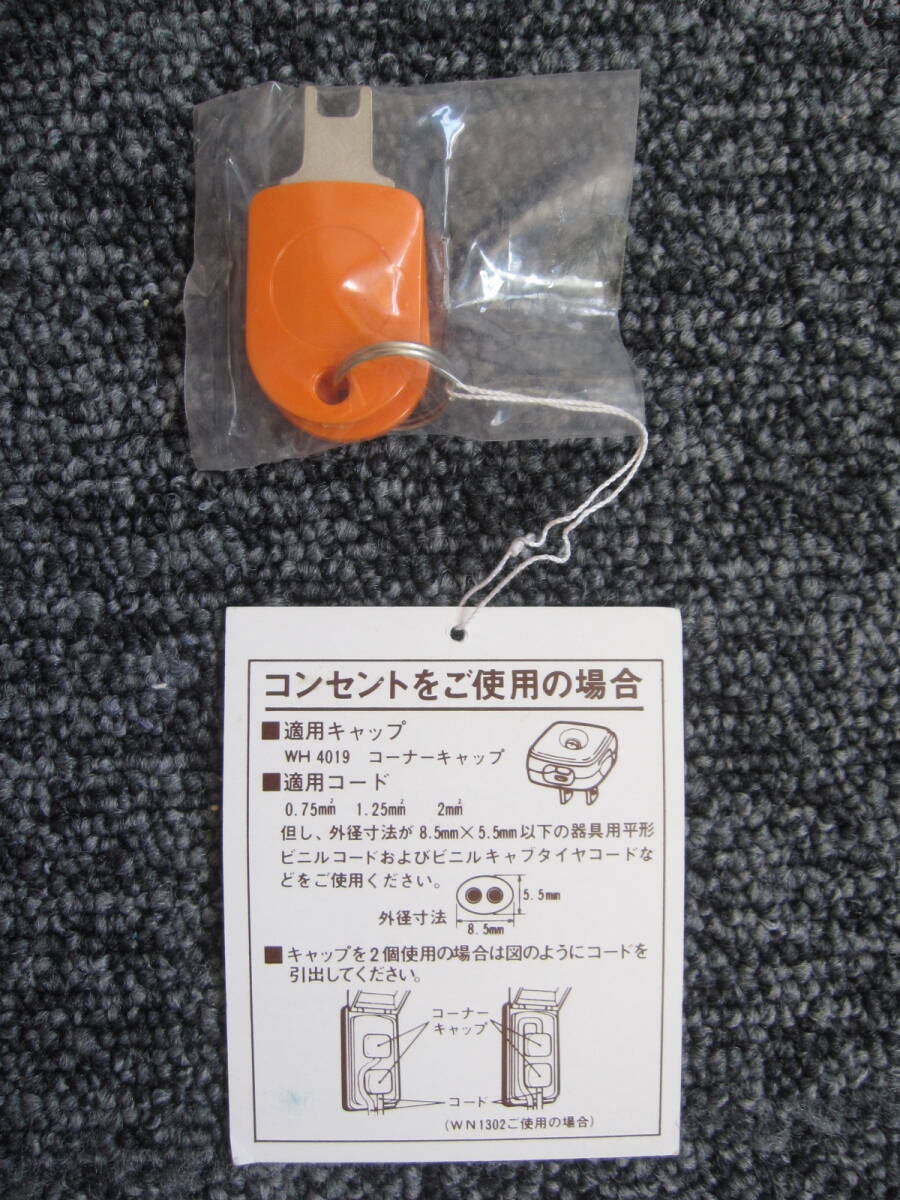 コンセントをご使用の場合
■適用キャップ
WH 4019 コーナーキャップ
■適用コード
0.75mm² 1.25mm² 2mm²
但し、外径寸法が 8.5mm×5.5mm以下の器具用平形
ビニルコードおよびビニルキャブタイヤコードな
どをご使用ください。
5.5mm
外径寸法
8.5mm
■キャップを2個使用の場合は図のようにコードを
引出してください。
コーナー
キャップ
コード
(WN1302ご使用の場合)